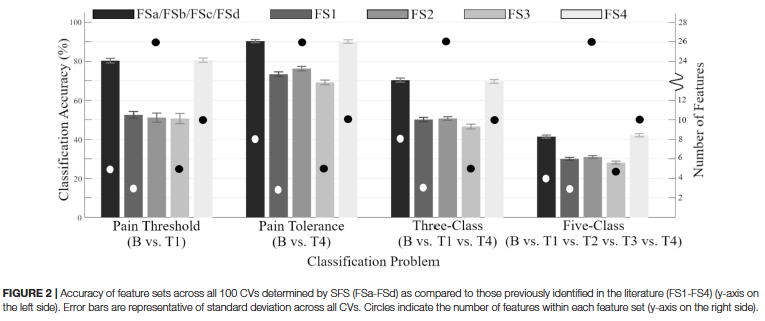 FSa/FSb/FSc/FSd FS1 FS2 FS3 FS4
Classification Accuracy (%)
100
80
60
40
20
0
28
26
24
12
10
8
6
4
2
Number of Features
Pain Threshold Pain Tolerance Three-Class Five-Class
(B vs. T1) (B vs. T4) (B vs. T1 vs. T4) (B vs. T1 vs. T2 vs. T3 vs. T4)
Classification Problem
FIGURE 2 | Accuracy of feature sets across all 100 CVs determined by SFS (FSa-FSd) as compared to those previously identified in the literature (FS1-FS4) (y-axis on
the left side). Error bars are representative of standard deviation across all CVs. Circles indicate the number of features within each feature set (y-axis on the right side).